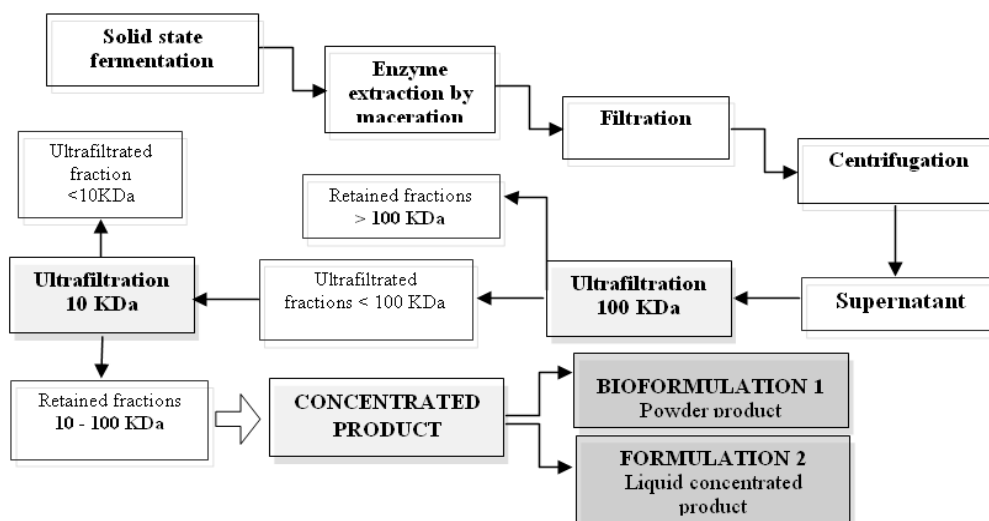 Solid state
fermentation
Enzyme
extraction by
maceration
Filtration
Centrifugation
Supernatant
Ultrafiltration
100 KDa
Retained fractions
> 100 KDa
Ultrafiltrated
fractions < 100 KDa
Ultrafiltration
10 KDa
Ultrafiltrated
fraction
<10KDa
Retained fractions
10 - 100 KDa
CONCENTRATED
PRODUCT
BIOFORMULATION 1
Powder product
FORMULATION 2
Liquid concentrated
product